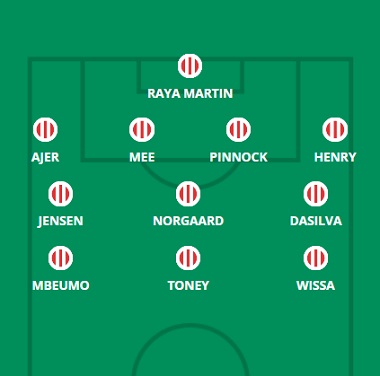 RAYA MARTIN
AJER MEE PINNOCK HENRY
JENSEN NORGAARD DASILVA
MBEUMO TONEY WISSA